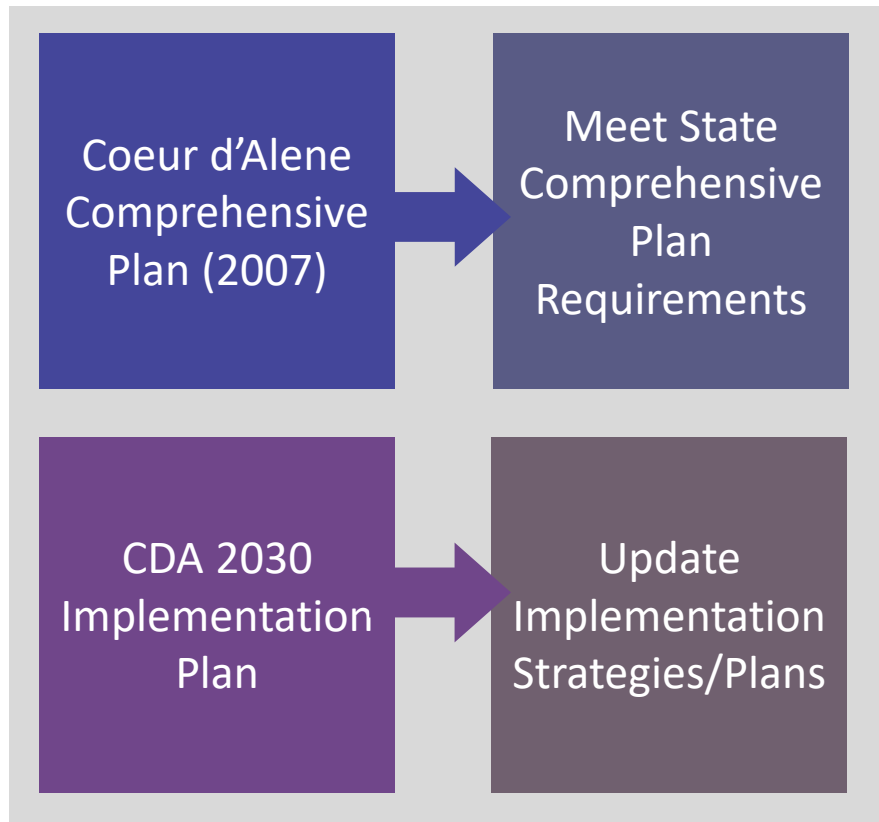 Coeur d’Alene
Comprehensive
Plan (2007)
Meet State
Comprehensive
Plan
Requirements
CDA 2030
Implementation
Plan
Update
Implementation
Strategies/Plans